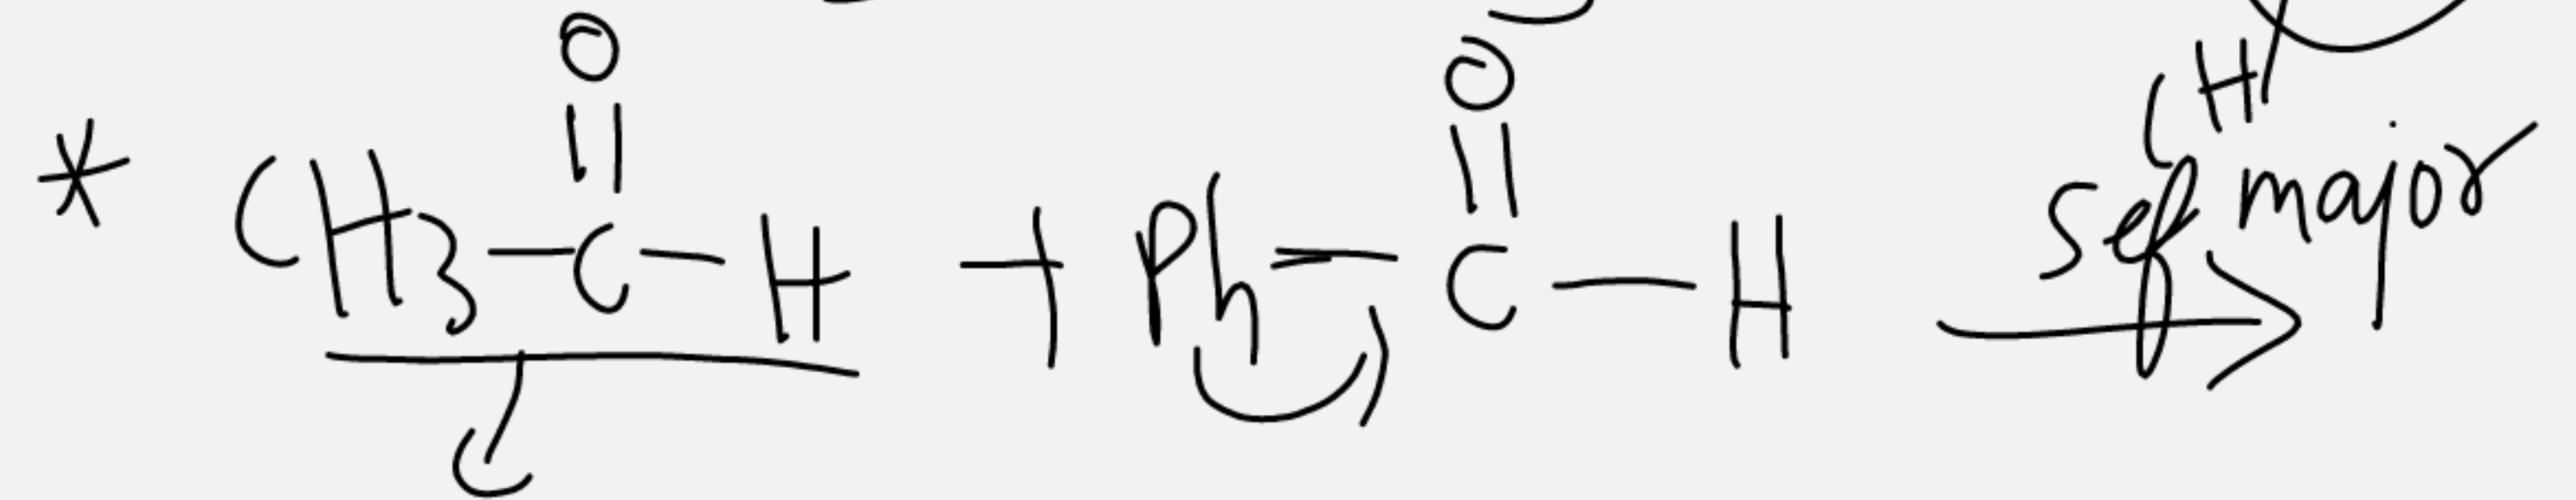 * CH3-C(=O)-H + Ph-C(=O)-H → 
Self major